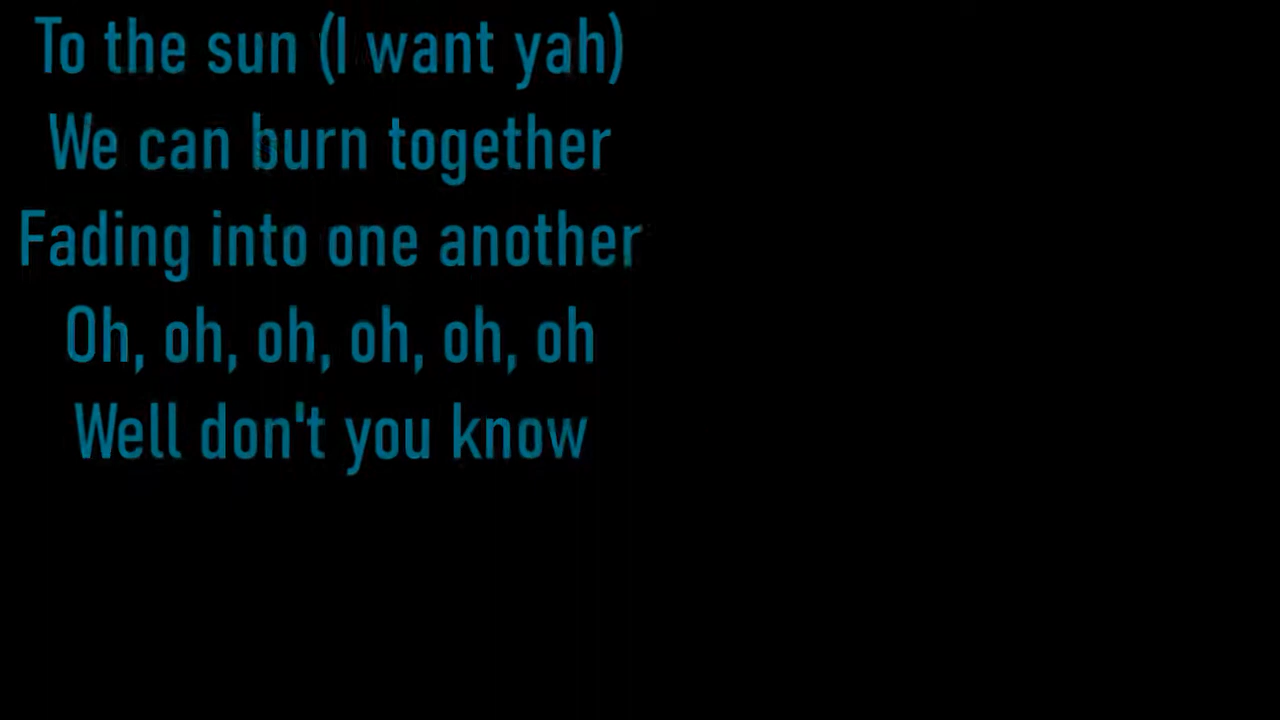 To the sun (I want yah)
We can burn together
Fading into one another
Oh, oh, oh, oh, oh, oh
Well don't you know